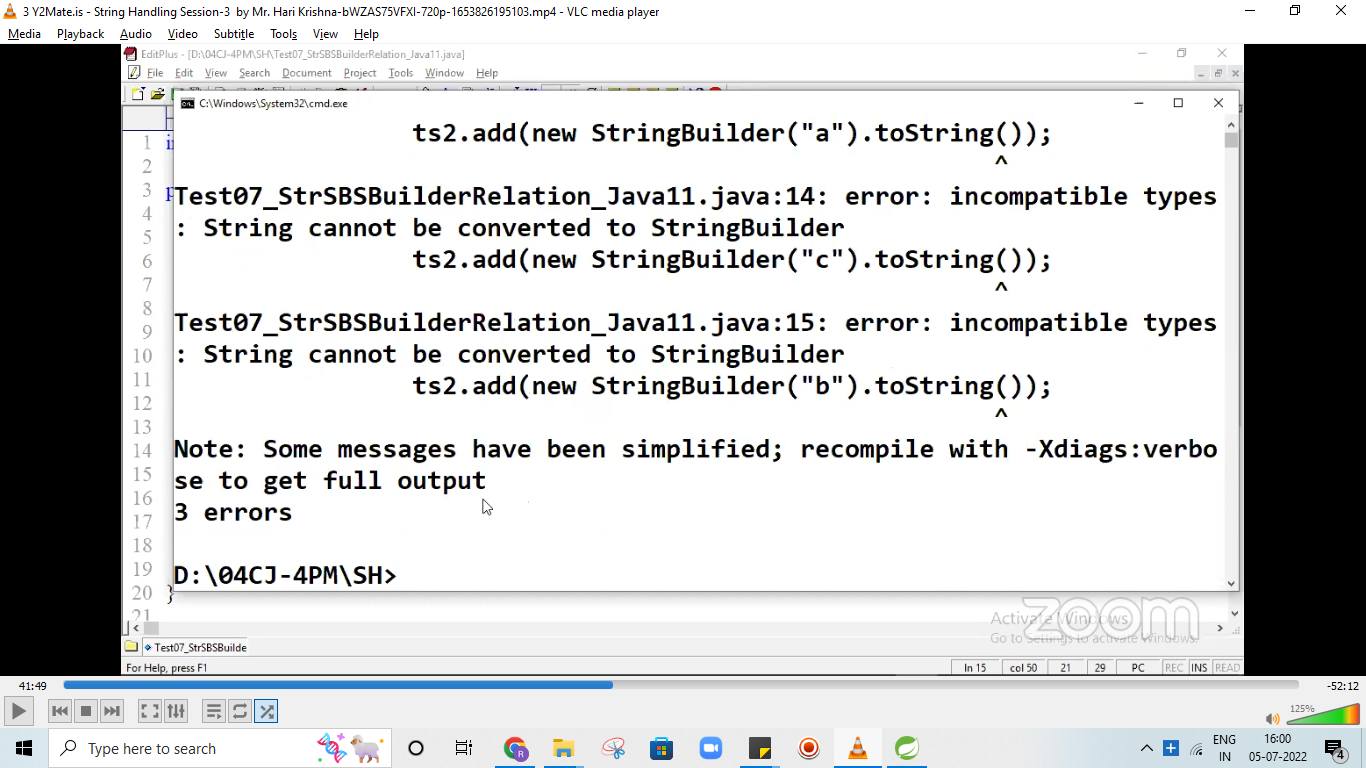 3 Y2Mate.is - String Handling Session-3  by Mr. Hari Krishna-bWZAS75VFXI-720p-1653826195103.mp4 - VLC media player
Media Playback Audio Video Subtitle Tools View Help
EditPlus - [D:\04CJ-4PM\SH\Test07_StrSBSBuilderRelation_Java11.java]
File Edit View Search Document Project Tools Window Help
C:\Windows\System32\cmd.exe
ts2.add(new StringBuilder("a").toString());
^
Test07_StrSBSBuilderRelation_Java11.java:14: error: incompatible types
: String cannot be converted to StringBuilder
ts2.add(new StringBuilder("c").toString());
^
Test07_StrSBSBuilderRelation_Java11.java:15: error: incompatible types
: String cannot be converted to StringBuilder
ts2.add(new StringBuilder("b").toString());
^
Note: Some messages have been simplified; recompile with -Xdiags:verbo
se to get full output
3 errors
D:\04CJ-4PM\SH>
1
2
3
4
5
6
7
8
9
10
11
12
13
14
15
16
17
18
19
20 }
21
zoom
Activate Windows
Go to Settings to activate Windows.
Test07_StrSBSBuilde
For Help, press F1
ln 15 col 50 21 29 PC REC INS READ
41:49 -52:12
125%
Type here to search
ENG
IN
16:00
05-07-2022
4